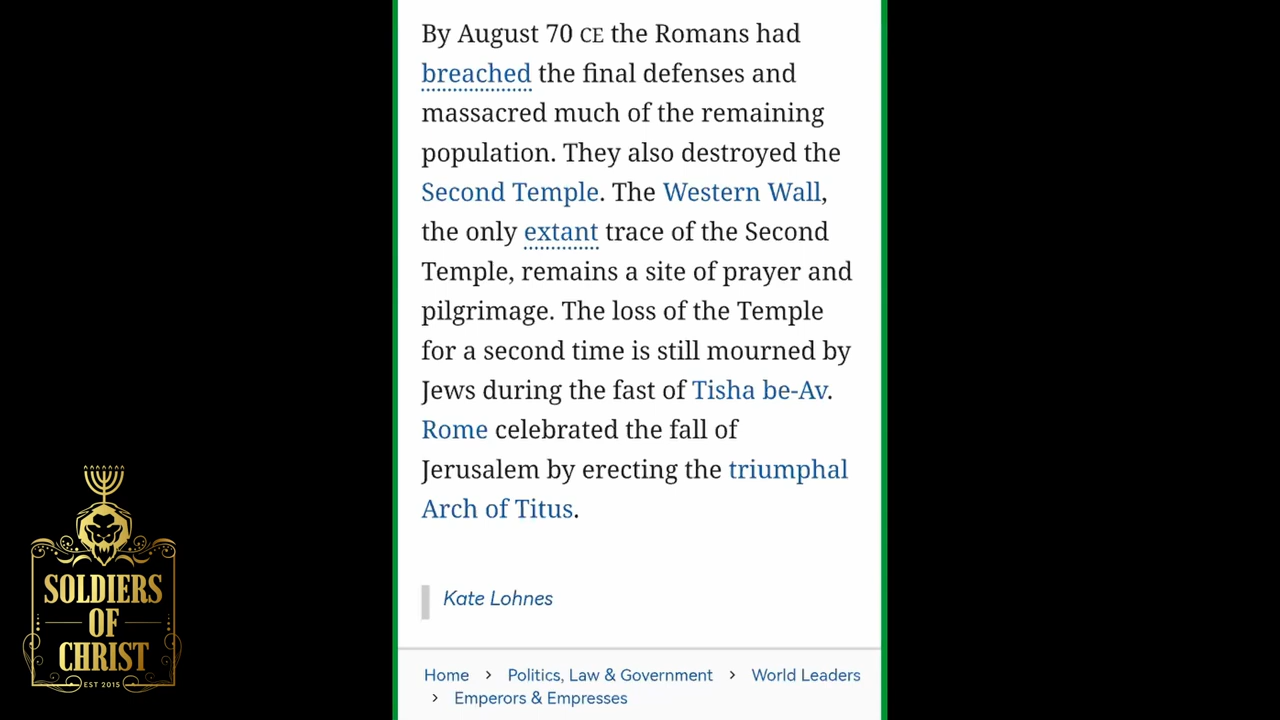 By August 70 CE the Romans had
breached the final defenses and
massacred much of the remaining
population. They also destroyed the
Second Temple. The Western Wall,
the only extant trace of the Second
Temple, remains a site of prayer and
pilgrimage. The loss of the Temple
for a second time is still mourned by
Jews during the fast of Tisha be-Av.
Rome celebrated the fall of
Jerusalem by erecting the triumphal
Arch of Titus.
Kate Lohnes
Home > Politics, Law & Government > World Leaders
> Emperors & Empresses
SOLDIERS
OF
CHRIST
EST 2015